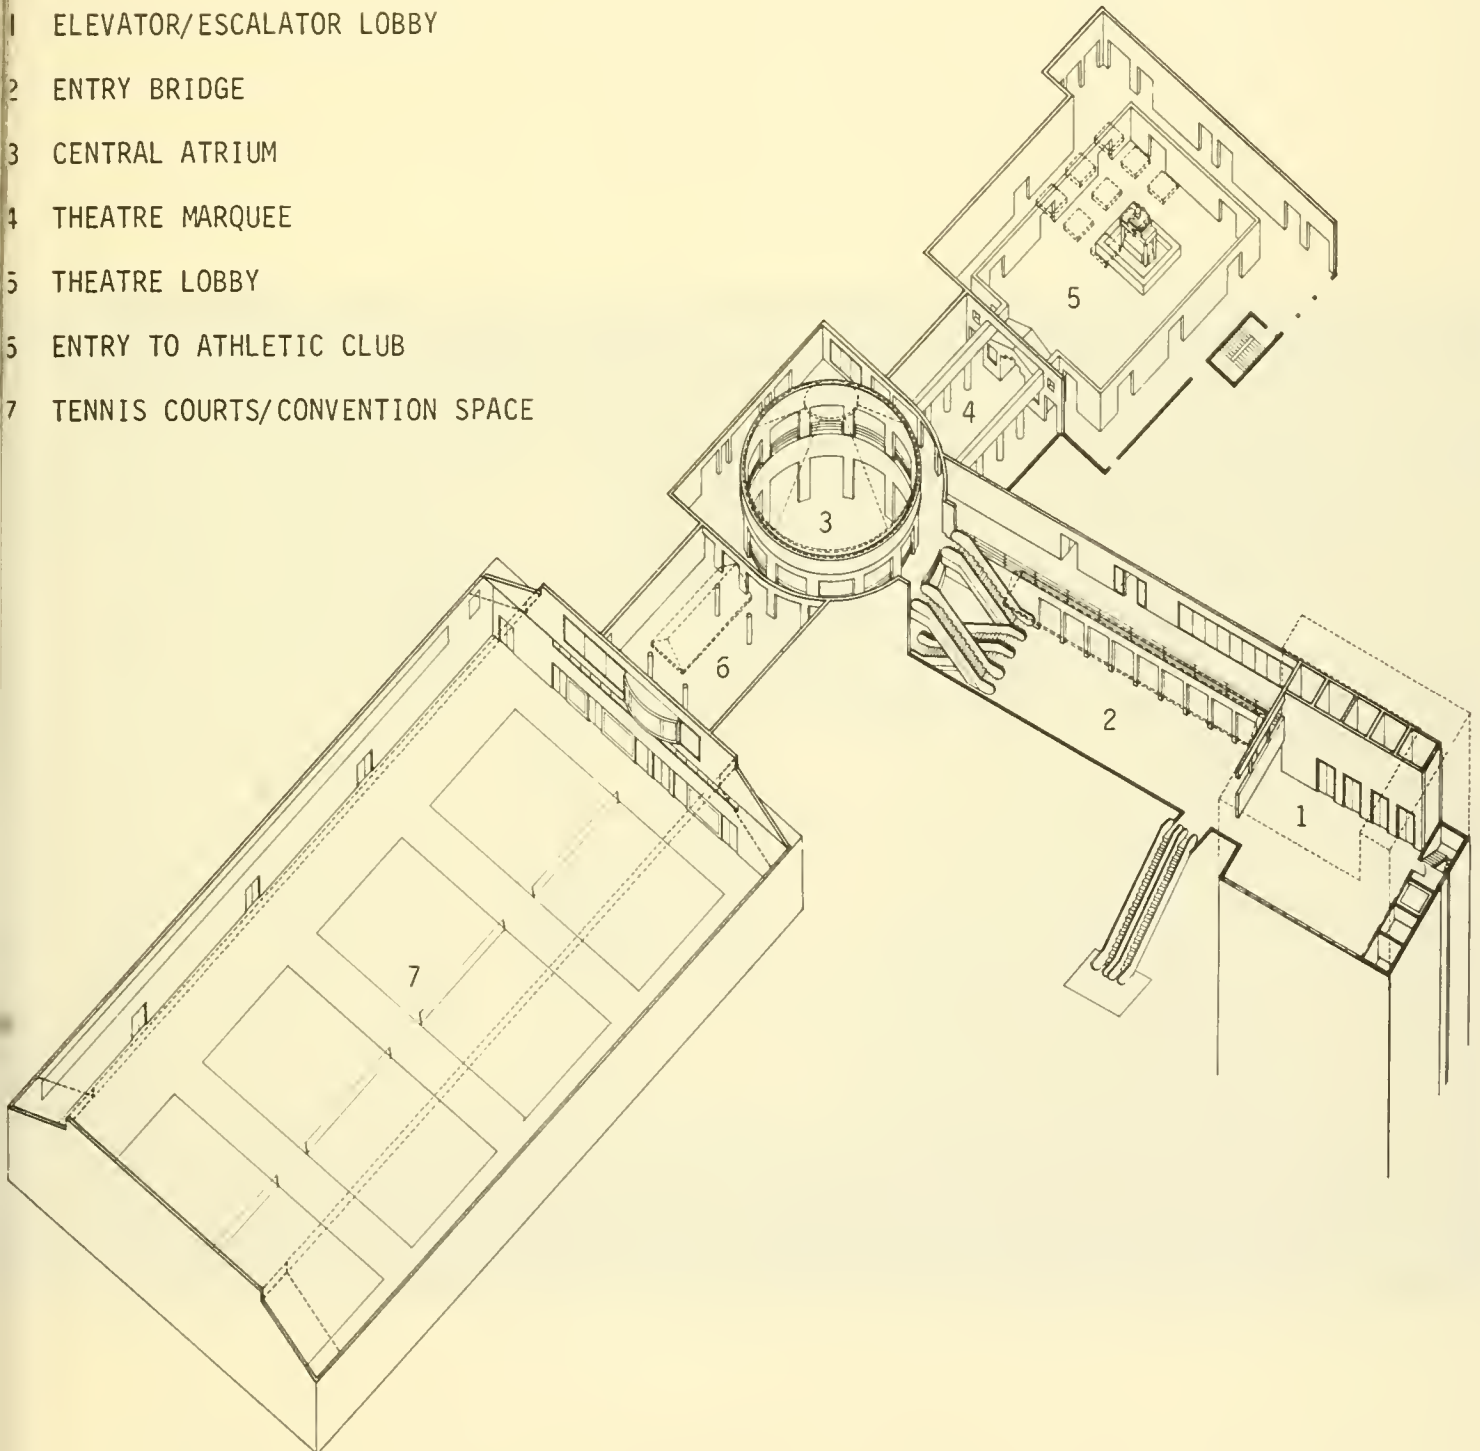 1 ELEVATOR/ESCALATOR LOBBY
2 ENTRY BRIDGE
3 CENTRAL ATRIUM
4 THEATRE MARQUEE
5 THEATRE LOBBY
6 ENTRY TO ATHLETIC CLUB
7 TENNIS COURTS/CONVENTION SPACE
5
4
3
6
2
1
7